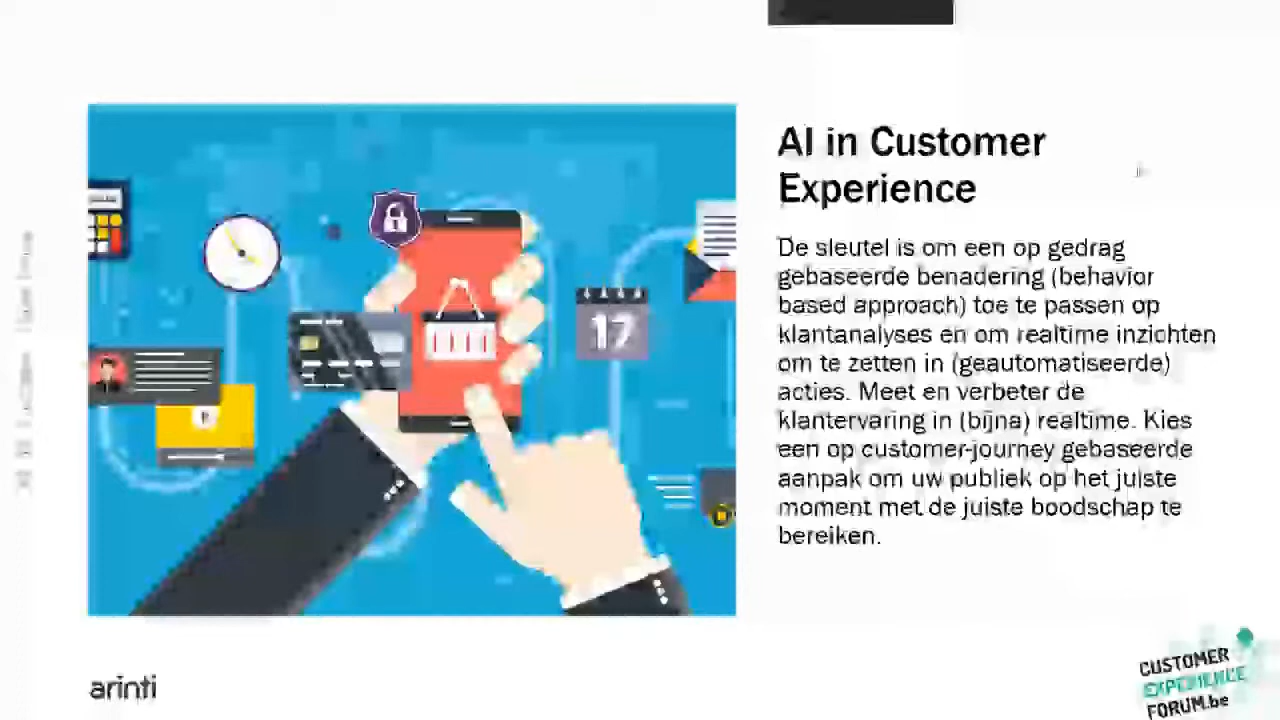 AI in Customer
Experience
De sleutel is om een op gedrag
gebaseerde benadering (behavior
based approach) toe te passen op
klantanalyses en om realtime inzichten
om te zetten in (geautomatiseerde)
acties. Meet en verbeter de
klantervaring in (bijna) realtime. Kies
een op customer-journey gebaseerde
aanpak om uw publiek op het juiste
moment met de juiste boodschap te
bereiken.
17
arinti
CUSTOMER
EXPERIENCE
FORUM.be